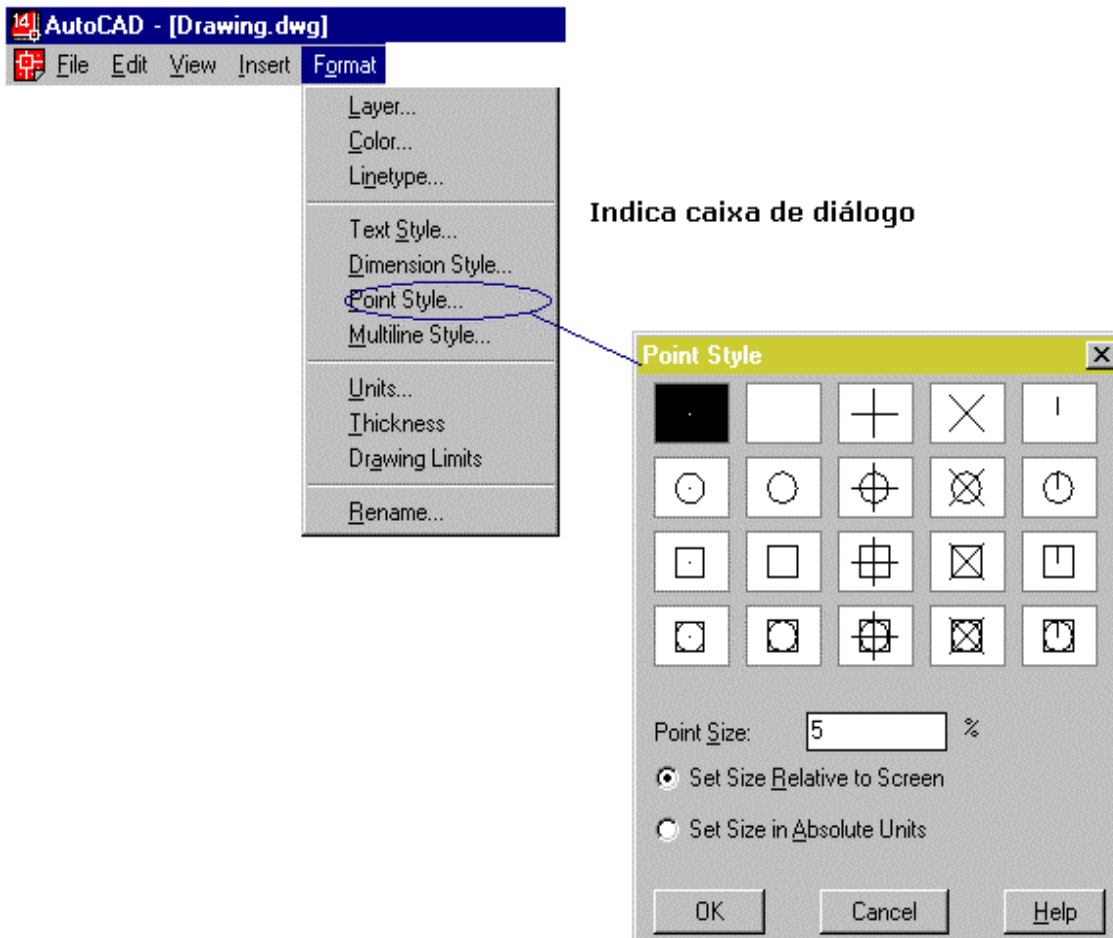 14 AutoCAD - [Drawing.dwg]
File Edit View Insert Format
Layer...
Color...
Linetype...
Text Style...
Dimension Style...
Point Style...
Multiline Style...
Units...
Thickness
Drawing Limits
Rename...
Indica caixa de diálogo
Point Style
Point Size: 5 %
Set Size Relative to Screen
Set Size in Absolute Units
OK Cancel Help